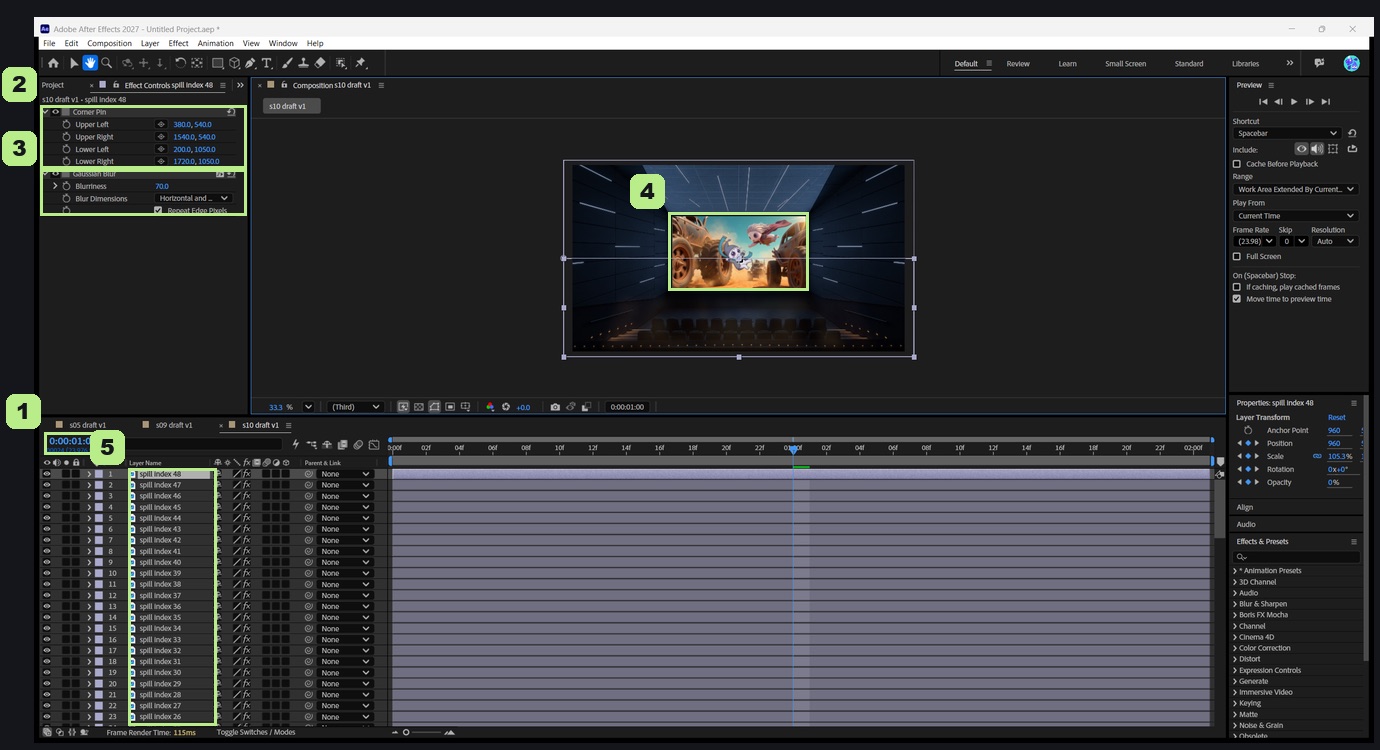 Adobe After Effects 2027 - Untitled Project.aep *
File Edit Composition Layer Effect Animation View Window Help
Default Review Learn Small Screen Standard Libraries
2
Project
Effect Controls spill Index 48
s10 draft v1 • spill Index 48
Corner Pin
Upper Left 380.0, 540.0
Upper Right 1540.0, 540.0
3
Lower Left 200.0, 1050.0
Lower Right 1720.0, 1050.0
Gaussian Blur
Blurriness 70.0
Blur Dimensions Horizontal and ...
Repeat Edge Pixels
Composition s10 draft v1
s10 draft v1
4
33.3 %
(Third)
+0.0
0:00:01:00
Preview
Shortcut
Spacebar
Include:
Cache Before Playback
Range
Work Area Extended By Current...
Play From
Current Time
Frame Rate Skip Resolution
(23.98) 0 Auto
Full Screen
On (Spacebar) Stop:
If caching, play cached frames
Move time to preview time
Properties: spill Index 48
Layer Transform Reset
Anchor Point 960
Position 960
Scale 105.3%
Rotation 0x+0°
Opacity 0%
Align
Audio
Effects & Presets
* Animation Presets
3D Channel
Audio
Blur & Sharpen
Boris FX Mocha
Channel
Cinema 4D
Color Correction
Distort
Expression Controls
Generate
Immersive Video
Keying
Matte
Noise & Grain
Obsolete
1
s05 draft v1
s09 draft v1
s10 draft v1
5
02f 04f 06f 08f 10f 12f 14f 16f 18f 20f 22f 02f 04f 06f 08f 10f 12f 14f 16f 18f 20f 22f 02:00f
Layer Name
Parent & Link
1 spill Index 48 None
2 spill Index 47 None
3 spill Index 46 None
4 spill Index 45 None
5 spill Index 44 None
6 spill Index 43 None
7 spill Index 42 None
8 spill Index 41 None
9 spill Index 40 None
10 spill Index 39 None
11 spill Index 38 None
12 spill Index 37 None
13 spill Index 36 None
14 spill Index 35 None
15 spill Index 34 None
16 spill Index 33 None
17 spill Index 32 None
18 spill Index 31 None
19 spill Index 30 None
20 spill Index 29 None
21 spill Index 28 None
22 spill Index 27 None
23 spill Index 26 None
Frame Render Time: 115ms
Toggle Switches / Modes